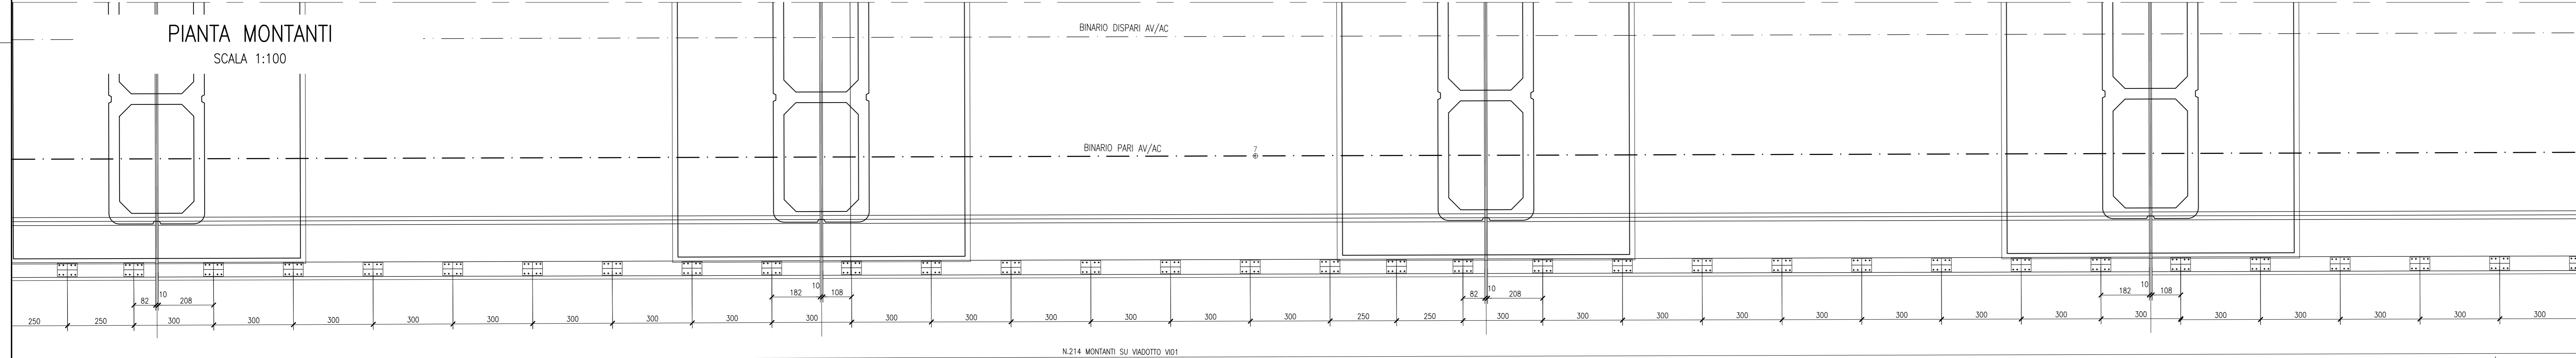 PIANTA MONTANTI
SCALA 1:100
BINARIO DISPARI AV/AC
BINARIO PARI AV/AC
7
82 10 208 182 10 108 82 10 208 182 10 108
250 250 300 300 300 300 300 300 300 300 300 300 300 300 300 300 300 250 250 300 300 300 300 300 300 300 300 300 300 300 300 300 300
N.214 MONTANTI SU VIADOTTO VI01